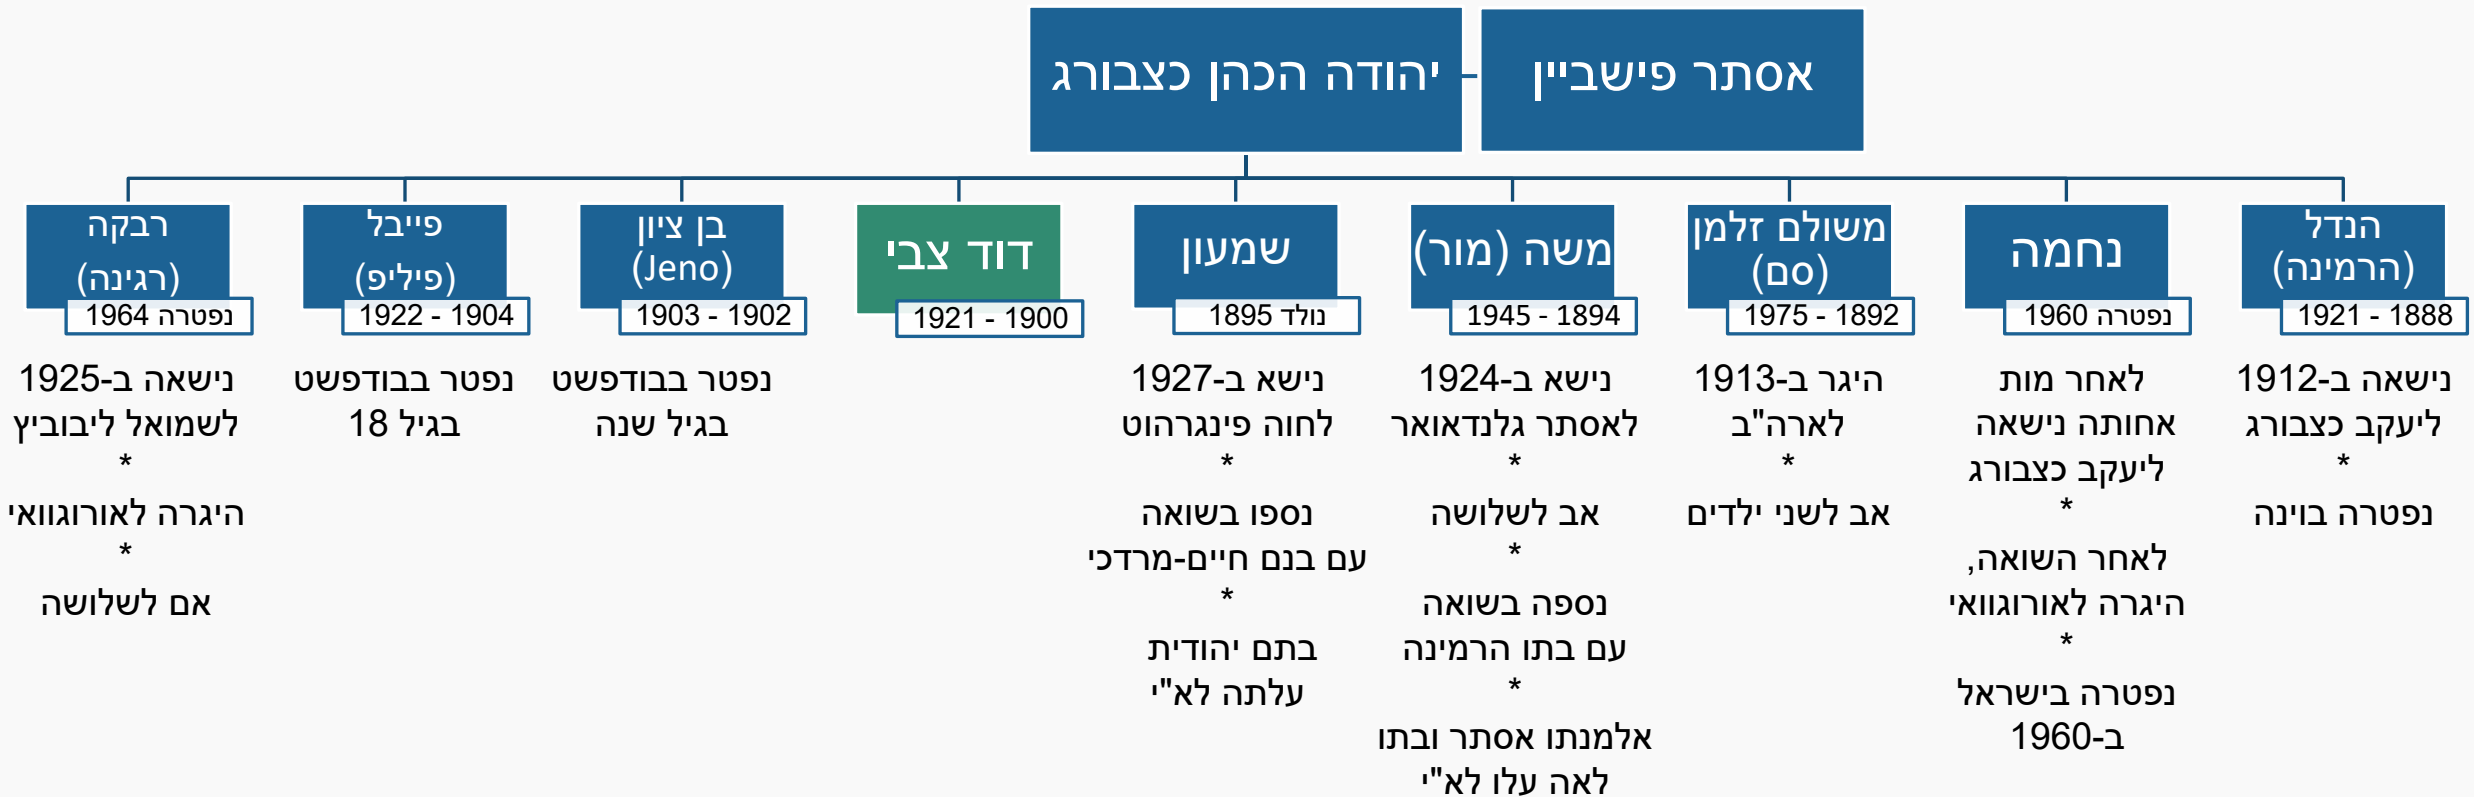 יהודה הכהן כצבורג
אסתר פישביין
הנדל
(הרמינה)
1888 - 1921
נישאה ב-1912
ליעקב כצבורג
*
נפטרה בוינה
נחמה
נפטרה 1960
לאחר מות
אחותה נישאה
ליעקב כצבורג
*
לאחר השואה,
היגרה לאורוגוואי
*
נפטרה בישראל
ב-1960
משולם זלמן
(סם)
1892 - 1975
היגר ב-1913
לארה"ב
*
אב לשני ילדים
משה (מור)
1894 - 1945
נישא ב-1924
לאסתר גלנדאואר
*
אב לשלושה
*
נספה בשואה
עם בתו הרמינה
*
אלמנתו אסתר ובתו
לאה עלו לא"י
שמעון
נולד 1895
נישא ב-1927
לחוה פינגרהוט
*
נספו בשואה
עם בנם חיים-מרדכי
*
בתם יהודית
עלתה לא"י
דוד צבי
1900 - 1921
בן ציון
(Jeno)
1902 - 1903
נפטר בבודפשט
בגיל שנה
פייבל
(פיליפ)
1904 - 1922
נפטר בבודפשט
בגיל 18
רבקה
(רגינה)
נפטרה 1964
נישאה ב-1925
לשמואל ליבוביץ
*
היגרה לאורוגוואי
*
אם לשלושה